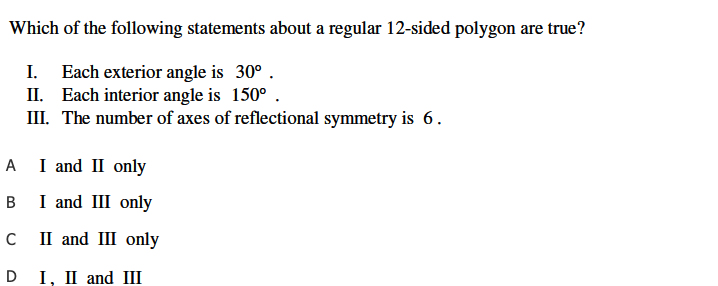 Which of the following statements about a regular 12-sided polygon are true?
I. Each exterior angle is 30° .
II. Each interior angle is 150° .
III. The number of axes of reflectional symmetry is 6 .
A I and II only
B I and III only
C II and III only
D I, II and III